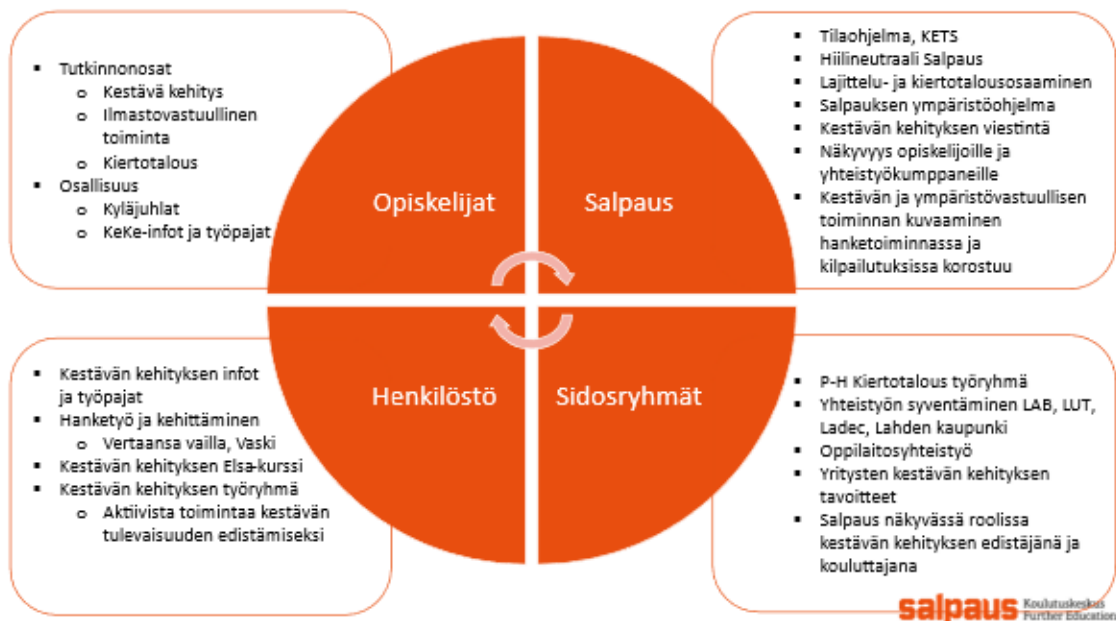 ▪ Tutkinnonosat
o Kestävä kehitys
o Ilmastovastuullinen
toiminta
o Kiertotalous
▪ Osallisuus
o Kyläjuhlat
o KeKe-infot ja työpajat
▪ Tilaohjelma, KETS
▪ Hiilineutraali Salpaus
▪ Lajittelu- ja kiertotalousosaaminen
▪ Salpauksen ympäristöohjelma
▪ Kestävän kehityksen viestintä
▪ Näkyvyys opiskelijoille ja
yhteistyökumppaneille
▪ Kestävän ja ympäristövastuullisen
toiminnan kuvaaminen
hanketoiminnassa ja
kilpailutuksissa korostuu
Opiskelijat
Salpaus
Henkilöstö
Sidosryhmät
▪ Kestävän kehityksen infot
ja työpajat
▪ Hanketyö ja kehittäminen
o Vertaansa vailla, Vaski
▪ Kestävän kehityksen Elsa-kurssi
▪ Kestävän kehityksen työryhmä
o Aktiivista toimintaa kestävän
tulevaisuuden edistämiseksi
▪ P-H Kiertotalous työryhmä
▪ Yhteistyön syventäminen LAB, LUT,
Ladec, Lahden kaupunki
▪ Oppilaitosyhteistyö
▪ Yritysten kestävän kehityksen
tavoitteet
▪ Salpaus näkyvässä roolissa
kestävän kehityksen edistäjänä ja
kouluttajana
salpaus
Koulutuskeskus
Further Education